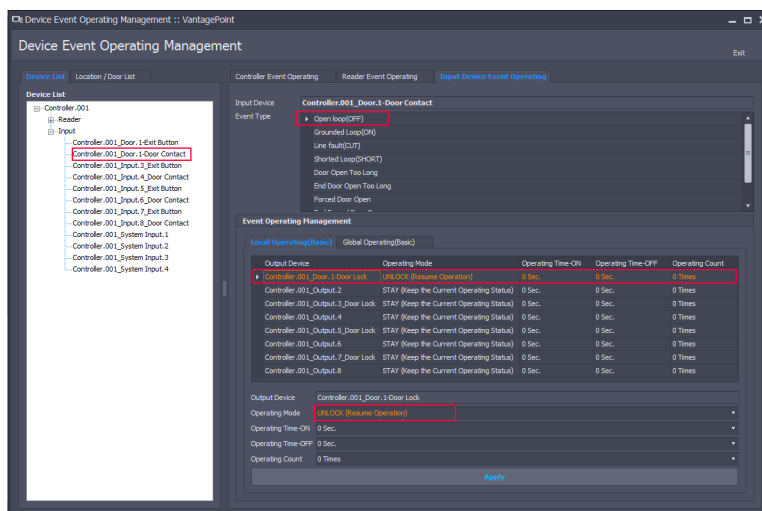 Device Event Operating Management :: VantagePoint
Device Event Operating Management
Exit
Device List
Location / Door List
Device List
Controller.001
Reader
Input
Controller.001_Door.1-Exit Button
Controller.001_Door.1-Door Contact
Controller.001_Input.3_Exit Button
Controller.001_Input.4_Door Contact
Controller.001_Input.5_Exit Button
Controller.001_Input.6_Door Contact
Controller.001_Input.7_Exit Button
Controller.001_Input.8_Door Contact
Controller.001_System Input.1
Controller.001_System Input.2
Controller.001_System Input.3
Controller.001_System Input.4
Controller Event Operating
Reader Event Operating
Input Device Event Operating
Input Device Controller.001_Door.1-Door Contact
Event Type Open loop(OFF)
Grounded Loop(ON)
Line fault(CUT)
Shorted Loop(SHORT)
Door Open Too Long
End Door Open Too Long
Forced Door Open
Event Operating Management
Local Operating(Basic)
Global Operating(Basic)
Output Device Operating Mode Operating Time-ON Operating Time-OFF Operating Count
Controller.001_Door.1-Door Lock UNLOCK (Resume Operation) 0 Sec. 0 Sec. 0 Times
Controller.001_Output.2 STAY (Keep the Current Operating Status) 0 Sec. 0 Sec. 0 Times
Controller.001_Output.3_Door Lock STAY (Keep the Current Operating Status) 0 Sec. 0 Sec. 0 Times
Controller.001_Output.4 STAY (Keep the Current Operating Status) 0 Sec. 0 Sec. 0 Times
Controller.001_Output.5_Door Lock STAY (Keep the Current Operating Status) 0 Sec. 0 Sec. 0 Times
Controller.001_Output.6 STAY (Keep the Current Operating Status) 0 Sec. 0 Sec. 0 Times
Controller.001_Output.7_Door Lock STAY (Keep the Current Operating Status) 0 Sec. 0 Sec. 0 Times
Controller.001_Output.8 STAY (Keep the Current Operating Status) 0 Sec. 0 Sec. 0 Times
Output Device Controller.001_Door.1-Door Lock
Operating Mode UNLOCK (Resume Operation)
Operating Time-ON 0 Sec.
Operating Time-OFF 0 Sec.
Operating Count 0 Times
Apply